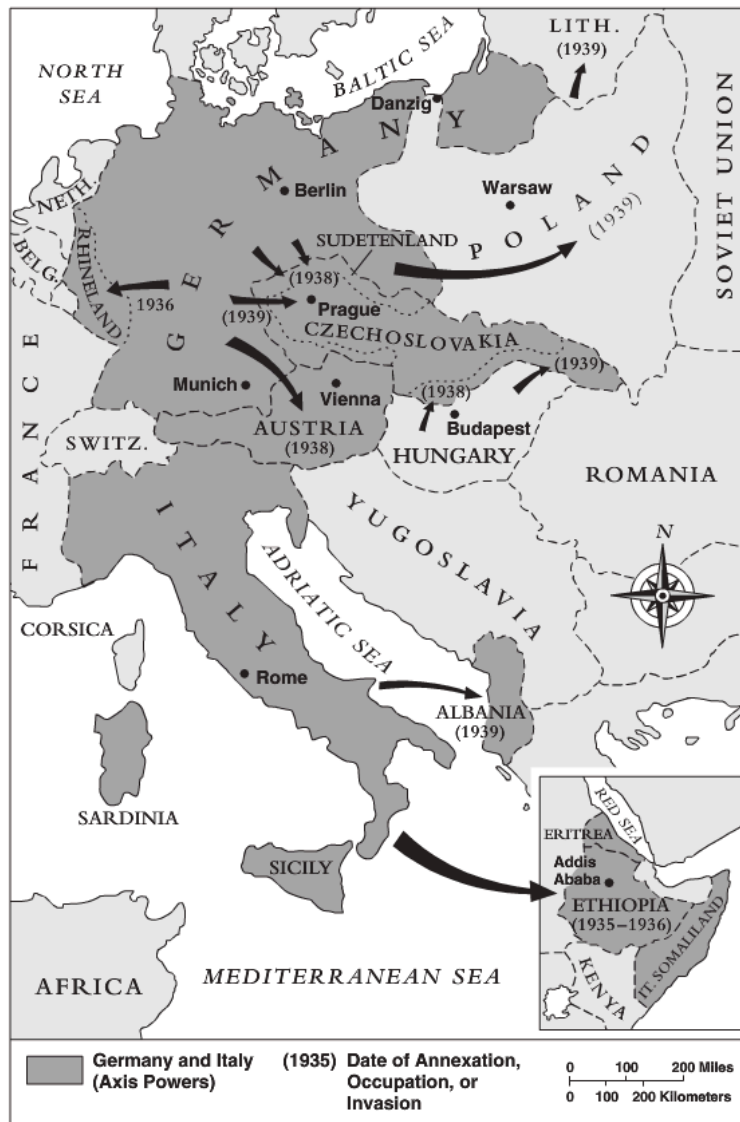 NORTH
SEA
BALTIC SEA
LITH.
(1939)
SOVIET UNION
Danzig
GERMANY
Berlin
NETH.
Warsaw
POLAND
(1939)
BELG.
RHINELAND
1936
SUDETENLAND
(1938)
Prague
(1939)
CZECHOSLOVAKIA
(1939)
Munich
Vienna
(1938)
Budapest
AUSTRIA
(1938)
HUNGARY
SWITZ.
FRANCE
ROMANIA
ITALY
YUGOSLAVIA
N
ADRIATIC SEA
CORSICA
Rome
ALBANIA
(1939)
SARDINIA
SICILY
RED SEA
ERITREA
Addis
Ababa
ETHIOPIA
(1935–1936)
IT. SOMALILAND
KENYA
AFRICA
MEDITERRANEAN SEA
Germany and Italy
(Axis Powers)
(1935) Date of Annexation,
Occupation, or
Invasion
0 100 200 Miles
0 100 200 Kilometers